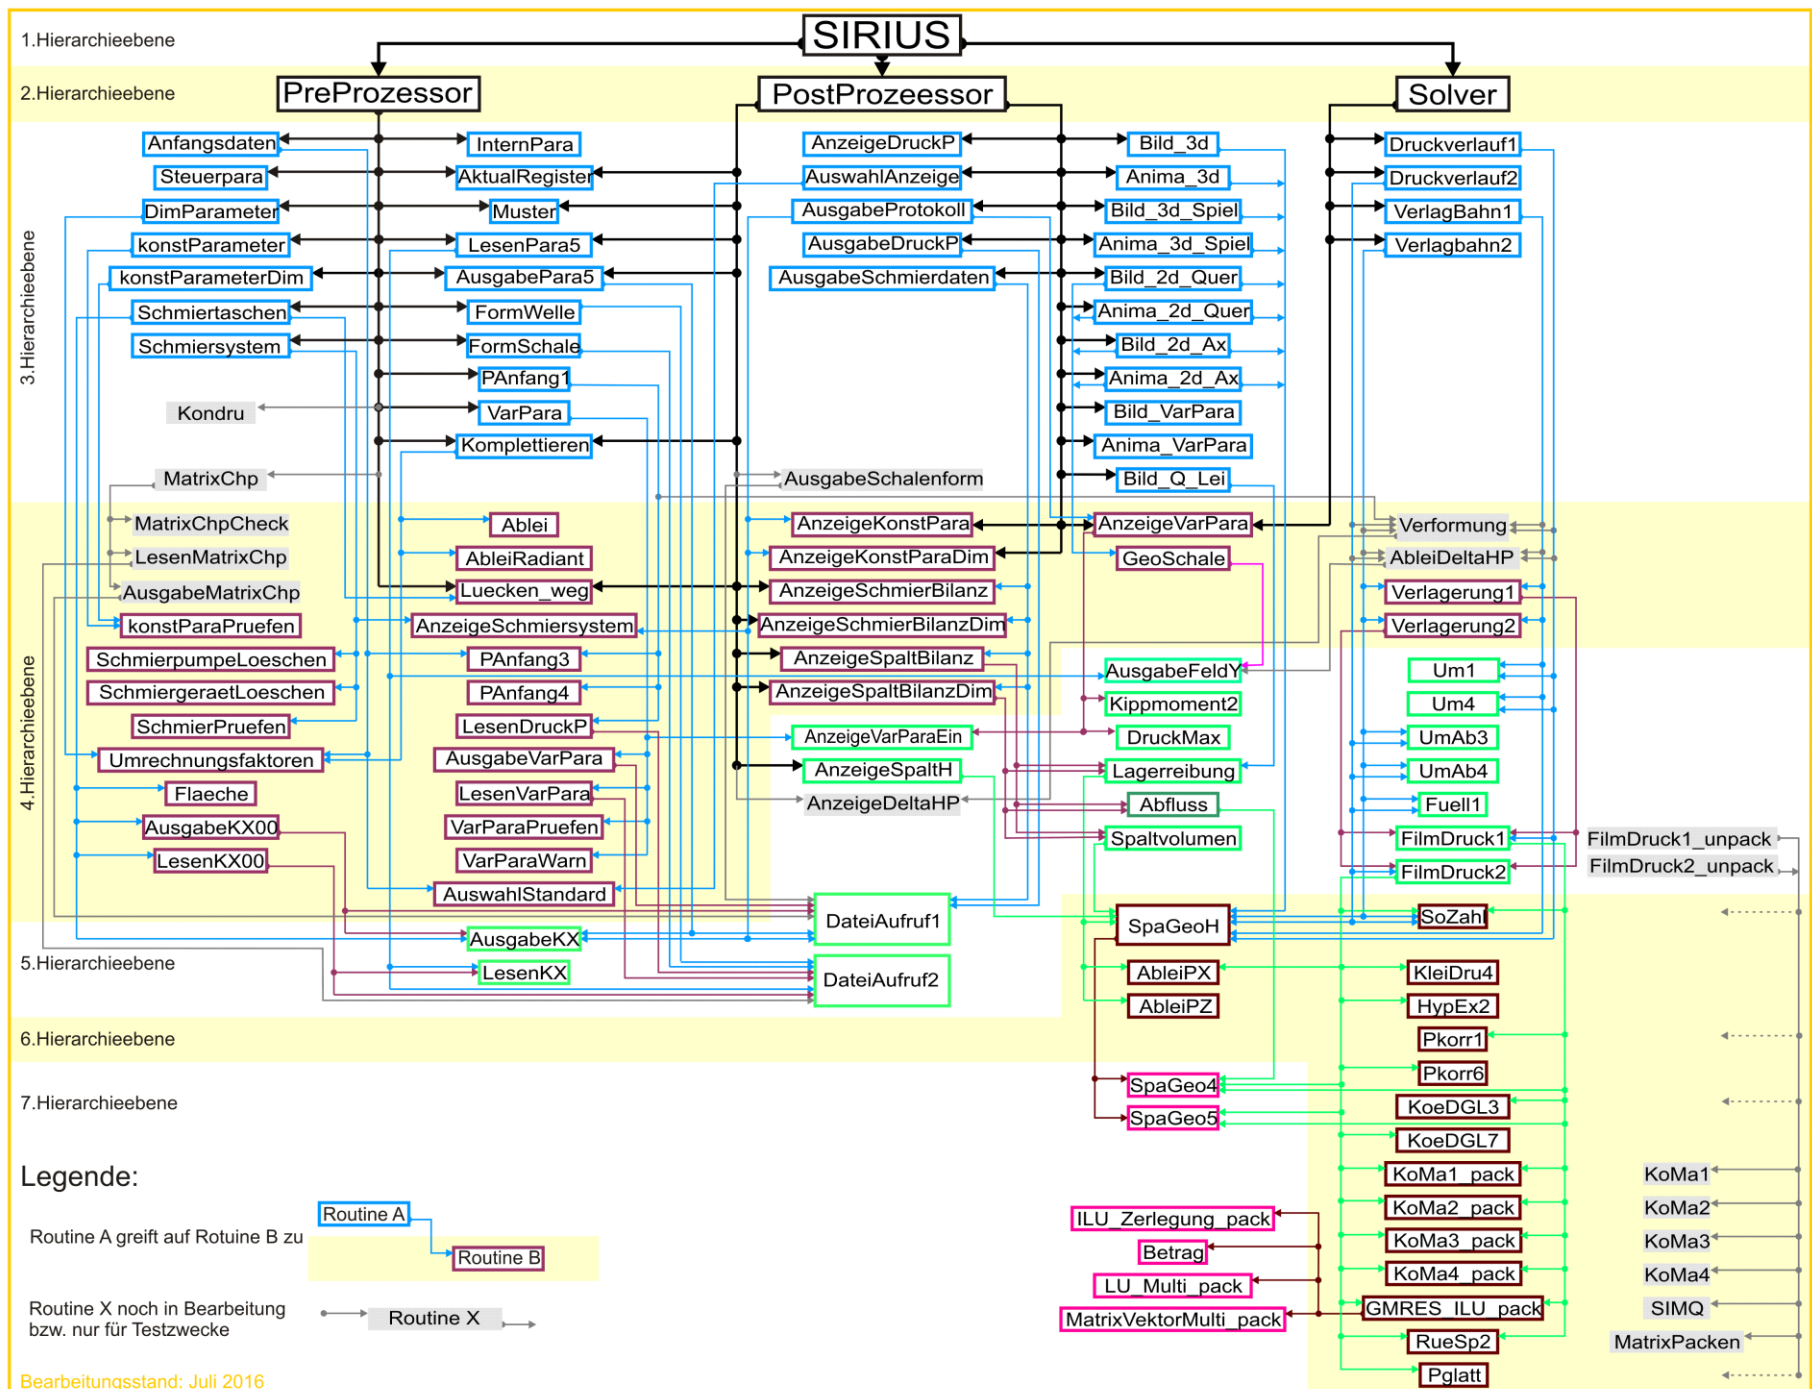 SIRIUS
1.Hierarchieebene
2.Hierarchieebene
PreProzessor
PostProzeessor
Solver
3.Hierarchieebene
Anfangsdaten
InternPara
AnzeigeDruckP
Bild_3d
Druckverlauf1
Steuerpara
AktualRegister
AuswahlAnzeige
Anima_3d
Druckverlauf2
DimParameter
Muster
AusgabeProtokoll
Bild_3d_Spiel
VerlagBahn1
konstParameter
LesenPara5
AusgabeDruckP
Anima_3d_Spiel
Verlagbahn2
konstParameterDim
AusgabePara5
AusgabeSchmierdaten
Bild_2d_Quer
Schmiertaschen
FormWelle
Anima_2d_Quer
Schmiersystem
FormSchale
Bild_2d_Ax
PAnfang1
Anima_2d_Ax
Kondru
VarPara
Bild_VarPara
Komplettieren
Anima_VarPara
MatrixChp
AusgabeSchalenform
Bild_Q_Lei
4.Hierarchieebene
MatrixChpCheck
Ablei
AnzeigeKonstPara
AnzeigeVarPara
Verformung
LesenMatrixChp
AbleiRadiant
AnzeigeKonstParaDim
GeoSchale
AbleiDeltaHP
AusgabeMatrixChp
Luecken_weg
AnzeigeSchmierBilanz
Verlagerung1
konstParaPruefen
AnzeigeSchmiersystem
AnzeigeSchmierBilanzDim
Verlagerung2
SchmierpumpeLoeschen
PAnfang3
AnzeigeSpaltBilanz
AusgabeFeldY
Um1
SchmiergeraetLoeschen
PAnfang4
AnzeigeSpaltBilanzDim
Kippmoment2
Um4
SchmierPruefen
LesenDruckP
AnzeigeVarParaEin
DruckMax
UmAb3
Umrechnungsfaktoren
AusgabeVarPara
AnzeigeSpaltH
Lagerreibung
UmAb4
Flaeche
LesenVarPara
AnzeigeDeltaHP
Abfluss
Fuell1
AusgabeKX00
VarParaPruefen
Spaltvolumen
FilmDruck1
FilmDruck1_unpack
LesenKX00
VarParaWarn
FilmDruck2
FilmDruck2_unpack
AuswahlStandard
DateiAufruf1
SpaGeoH
SoZahl
AusgabeKX
5.Hierarchieebene
LesenKX
DateiAufruf2
AbleiPX
KleiDru4
AbleiPZ
HypEx2
6.Hierarchieebene
Pkorr1
Pkorr6
7.Hierarchieebene
SpaGeo4
SpaGeo5
KoeDGL3
KoeDGL7
Legende:
KoMa1_pack
KoMa1
Routine A
ILU_Zerlegung_pack
KoMa2_pack
KoMa2
Routine A greift auf Rotuine B zu
Routine B
Betrag
KoMa3_pack
KoMa3
LU_Multi_pack
KoMa4_pack
KoMa4
Routine X noch in Bearbeitung
bzw. nur für Testzwecke
Routine X
MatrixVektorMulti_pack
GMRES_ILU_pack
SIMQ
RueSp2
MatrixPacken
Pglatt
Bearbeitungsstand: Juli 2016